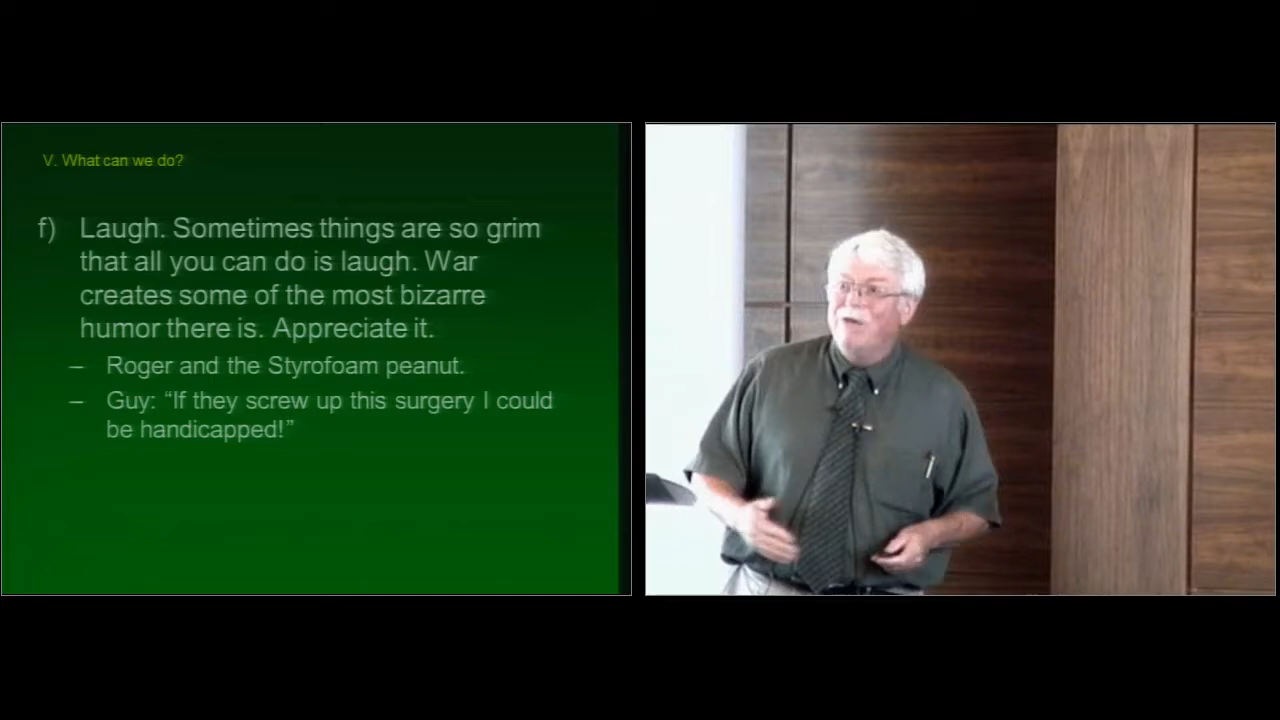 V. What can we do?
f) Laugh. Sometimes things are so grim
that all you can do is laugh. War
creates some of the most bizarre
humor there is. Appreciate it.
– Roger and the Styrofoam peanut.
– Guy: “If they screw up this surgery I could
be handicapped!”